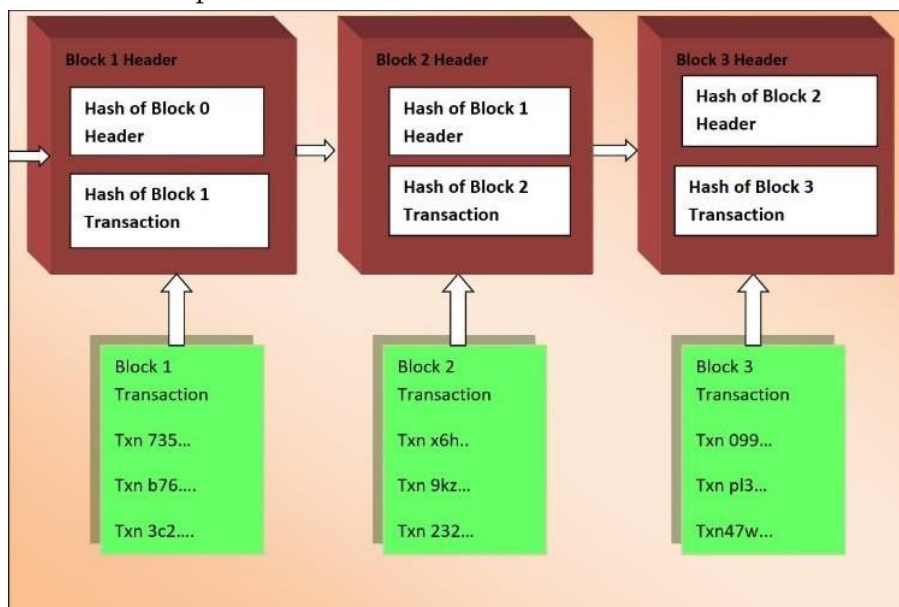 Block 1 Header
Hash of Block 0
Header
Hash of Block 1
Transaction
Block 2 Header
Hash of Block 1
Header
Hash of Block 2
Transaction
Block 3 Header
Hash of Block 2
Header
Hash of Block 3
Transaction
Block 1
Transaction
Txn 735...
Txn b76....
Txn 3c2....
Block 2
Transaction
Txn x6h..
Txn 9kz...
Txn 232...
Block 3
Transaction
Txn 099...
Txn pl3...
Txn47w...